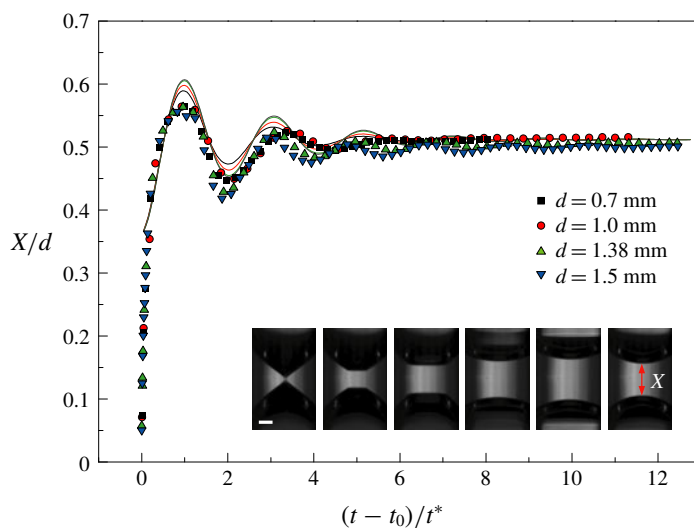 0.7
0.6
0.5
0.4
0.3
0.2
0.1
0
X/d
0 2 4 6 8 10 12
(t − t₀)/t*
d = 0.7 mm
d = 1.0 mm
d = 1.38 mm
d = 1.5 mm
X